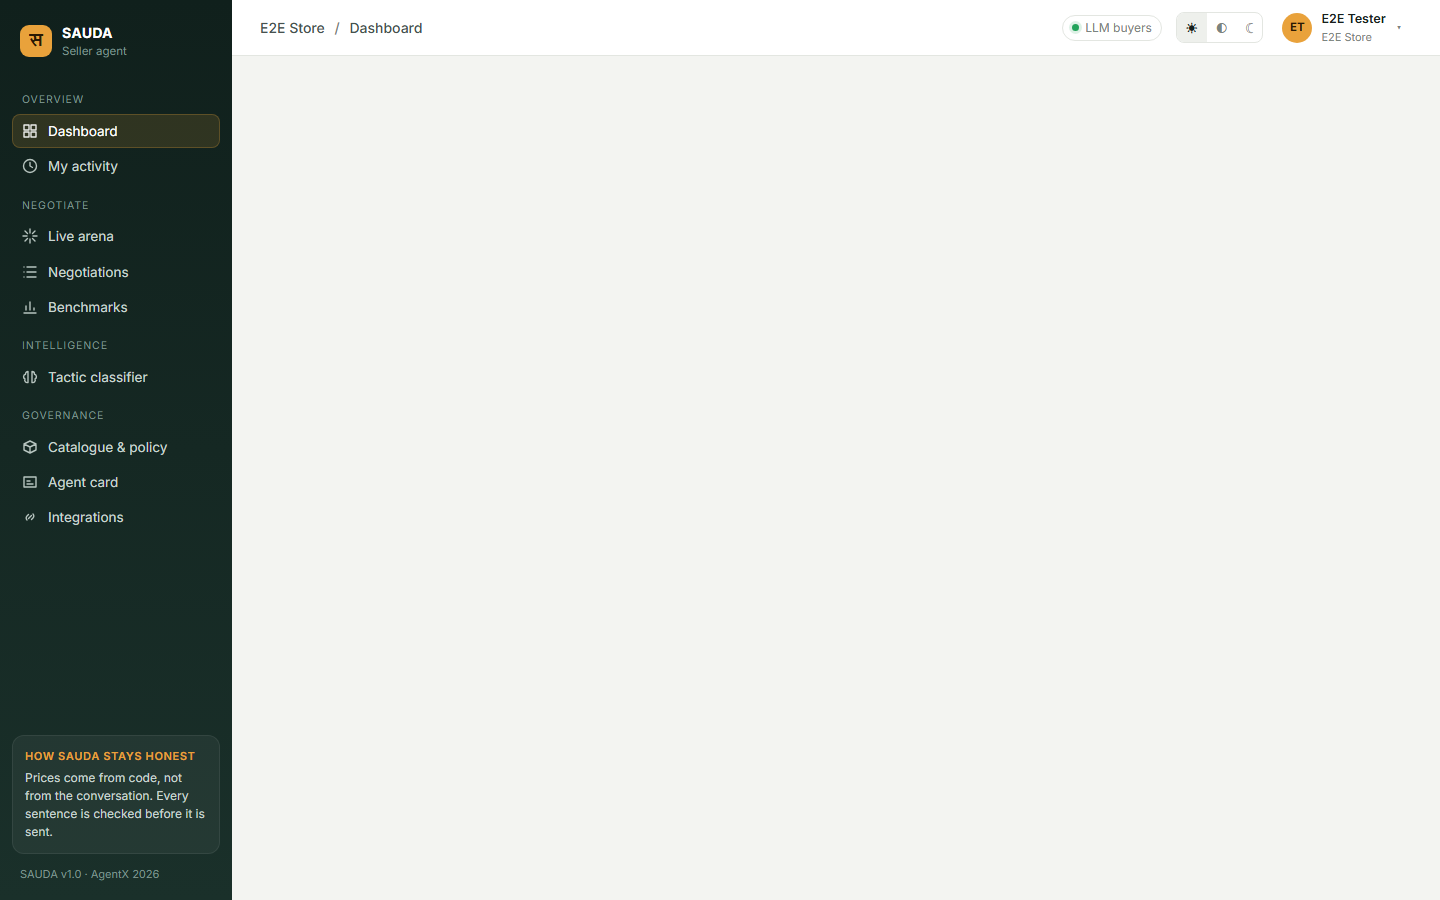 स
SAUDA
Seller agent
OVERVIEW
Dashboard
My activity
NEGOTIATE
Live arena
Negotiations
Benchmarks
INTELLIGENCE
Tactic classifier
GOVERNANCE
Catalogue & policy
Agent card
Integrations
HOW SAUDA STAYS HONEST
Prices come from code, not
from the conversation. Every
sentence is checked before it is
sent.
SAUDA v1.0 · AgentX 2026
E2E Store / Dashboard
LLM buyers
ET
E2E Tester
E2E Store